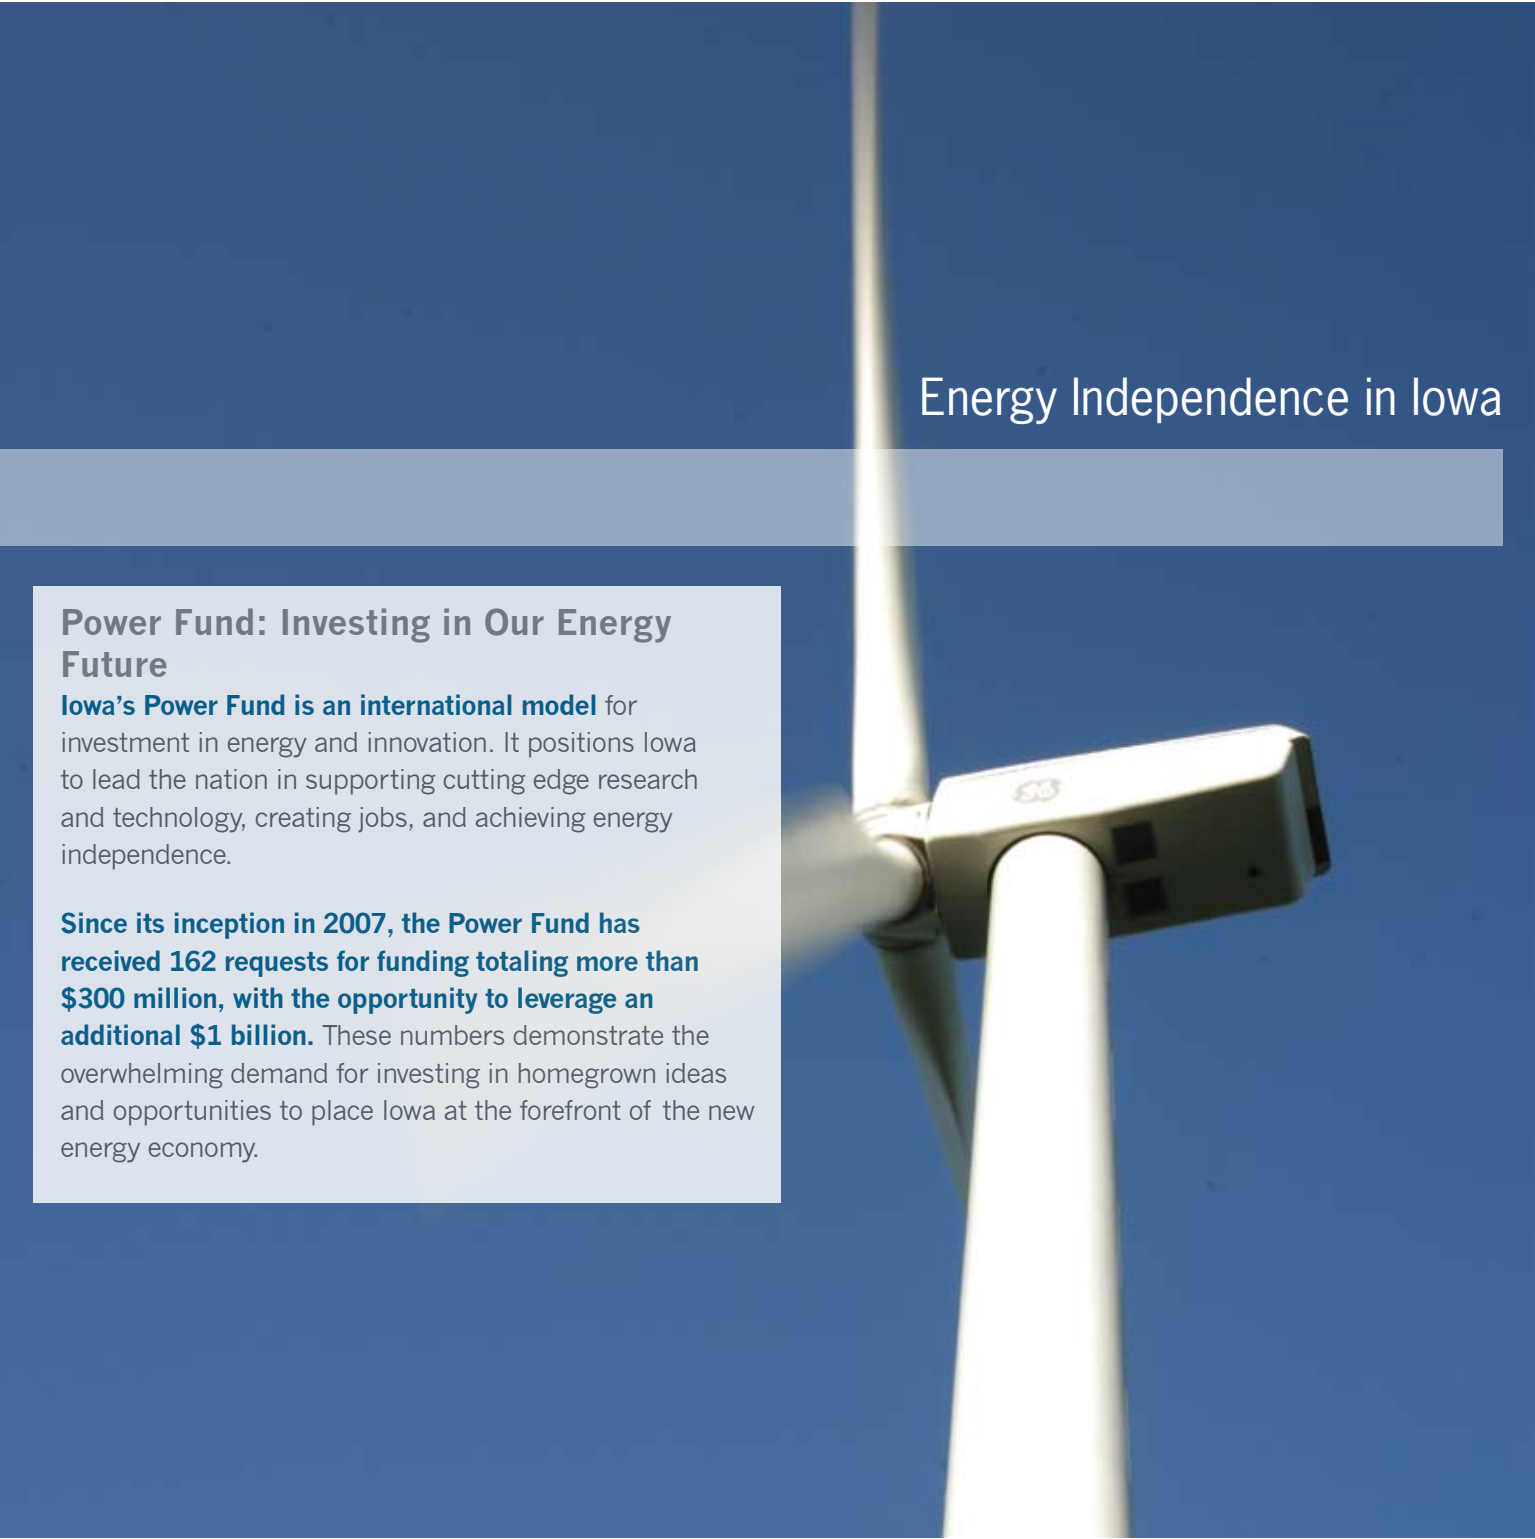 Energy Independence in Iowa
Power Fund: Investing in Our Energy
Future
Iowa’s Power Fund is an international model for
investment in energy and innovation. It positions Iowa
to lead the nation in supporting cutting edge research
and technology, creating jobs, and achieving energy
independence.
Since its inception in 2007, the Power Fund has
received 162 requests for funding totaling more than
$300 million, with the opportunity to leverage an
additional $1 billion. These numbers demonstrate the
overwhelming demand for investing in homegrown ideas
and opportunities to place Iowa at the forefront of the new
energy economy.